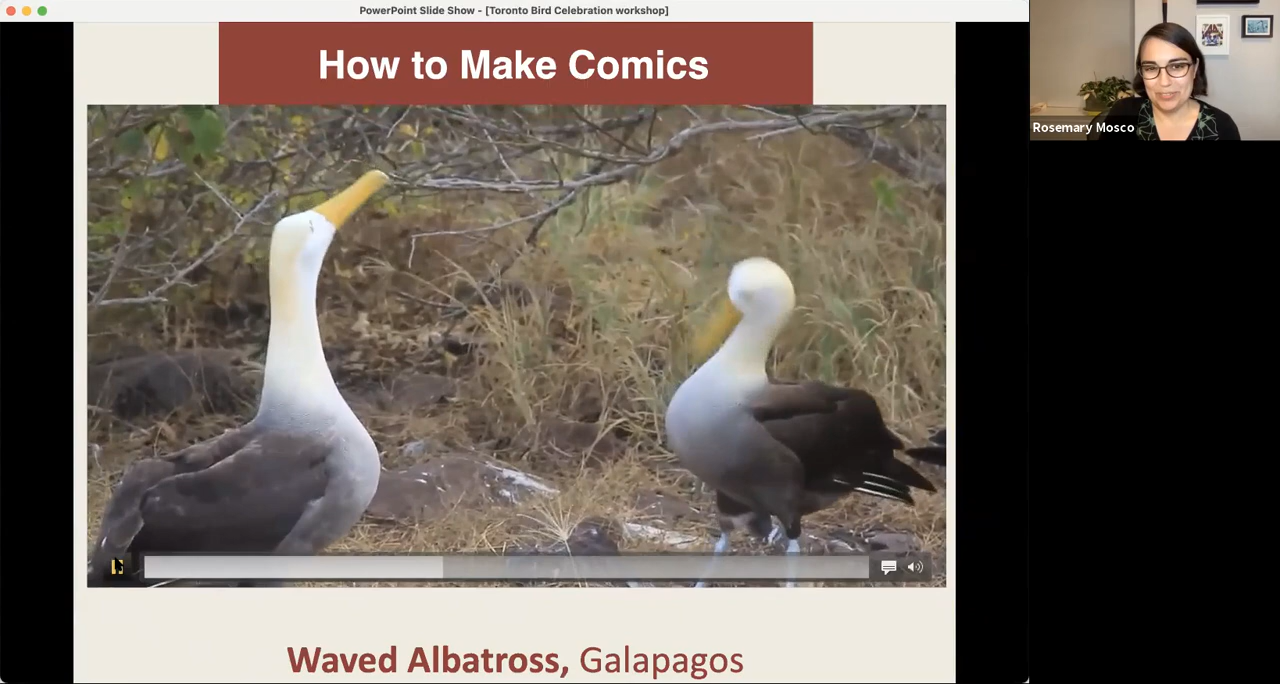 PowerPoint Slide Show - [Toronto Bird Celebration workshop]
How to Make Comics
Rosemary Mosco
Waved Albatross, Galapagos